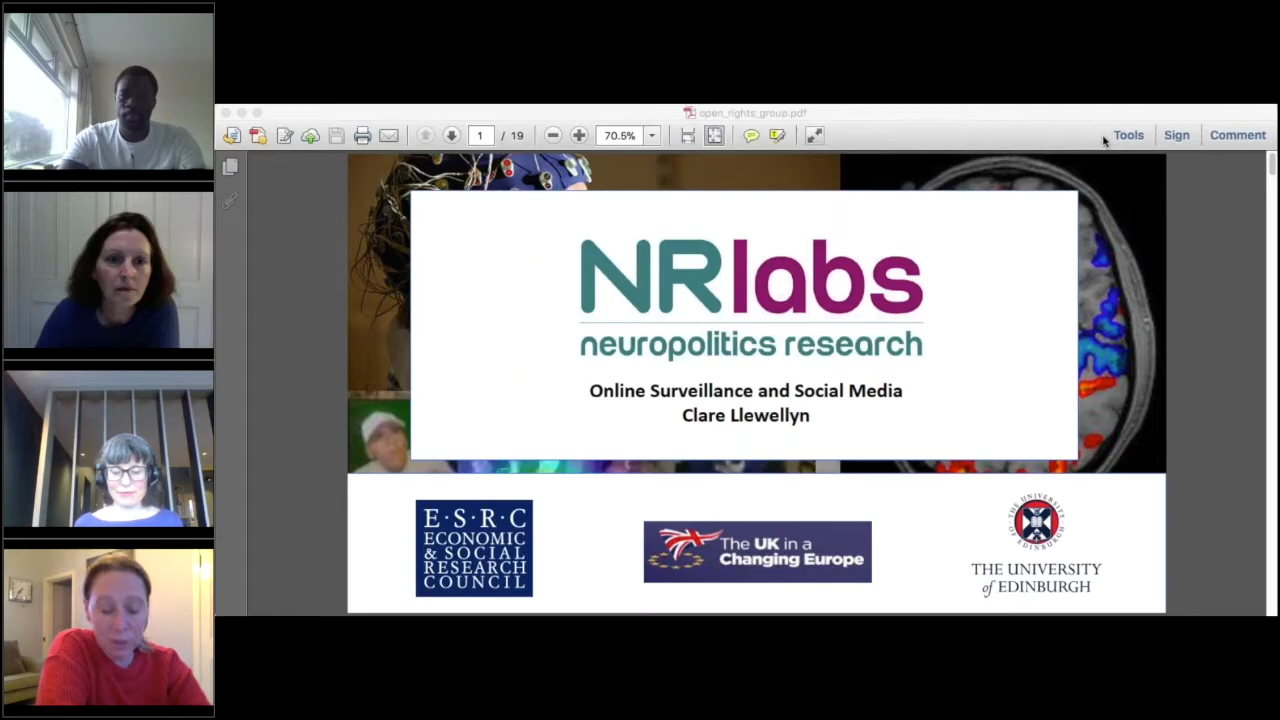 open_rights_group.pdf
1 / 19
70.5%
Tools
Sign
Comment
NRlabs
neuropolitics research
Online Surveillance and Social Media
Clare Llewellyn
E·S·R·C
ECONOMIC
& SOCIAL
RESEARCH
COUNCIL
The UK in a
Changing Europe
THE UNIVERSITY
of EDINBURGH